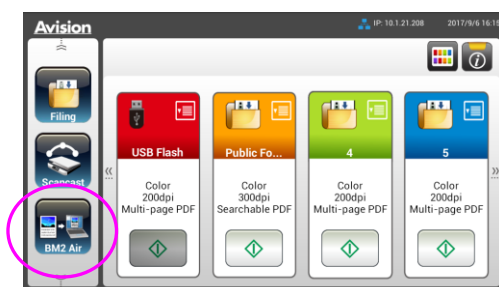 Avision
IP: 10.1.21.208 2017/9/6 16:15
Filing
Scancast
BM2 Air
USB Flash
Color
200dpi
Multi-page PDF
Public Fo...
Color
300dpi
Searchable PDF
4
Color
200dpi
Multi-page PDF
5
Color
200dpi
Multi-page PDF